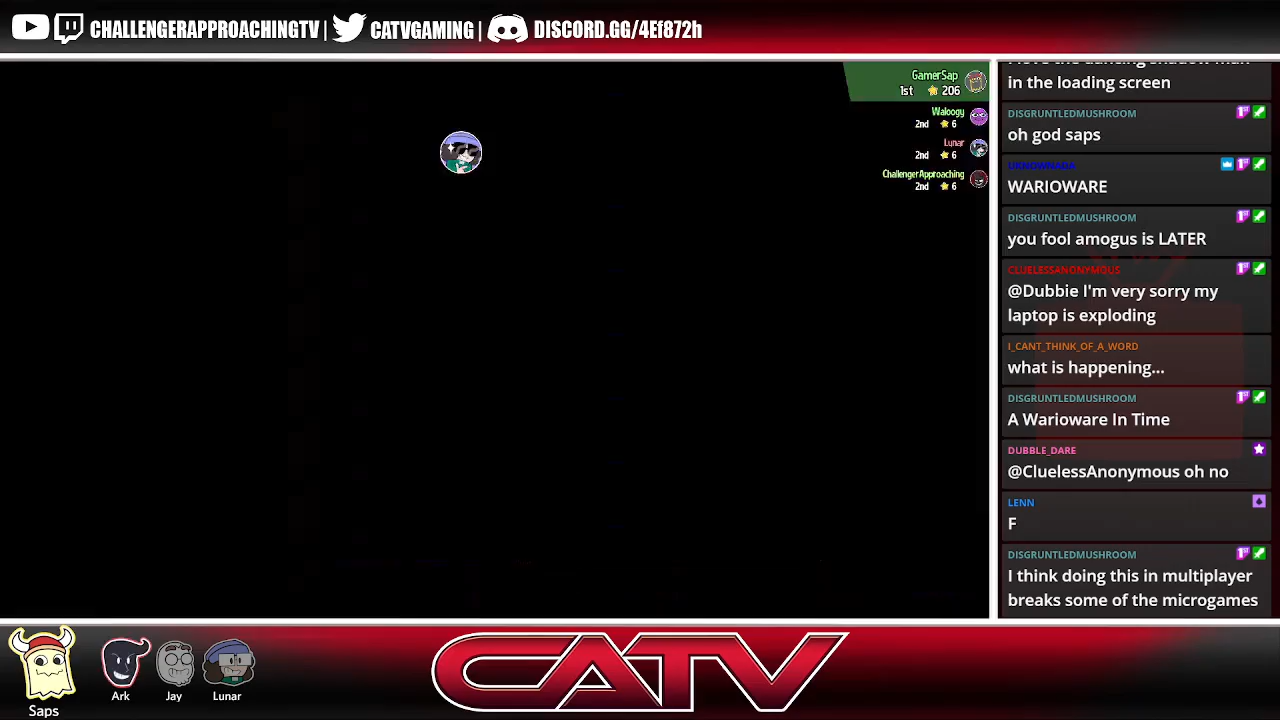 CHALLENGERAPPROACHINGTV | CATVGAMING | DISCORD.GG/4Ef872h
GamerSap
1st 206
Waloogy
2nd 6
Lunar
2nd 6
ChallengerApproaching
2nd 6
in the loading screen
DISGRUNTLEDMUSHROOM
oh god saps
UKNOWNADA
WARIOWARE
DISGRUNTLEDMUSHROOM
you fool amogus is LATER
CLUELESSANONYMOUS
@Dubbie I'm very sorry my
laptop is exploding
I_CANT_THINK_OF_A_WORD
what is happening...
DISGRUNTLEDMUSHROOM
A Warioware In Time
DUBBLE_DARE
@CluelessAnonymous oh no
LENN
F
DISGRUNTLEDMUSHROOM
I think doing this in multiplayer
breaks some of the microgames
Saps
Ark
Jay
Lunar
CATV